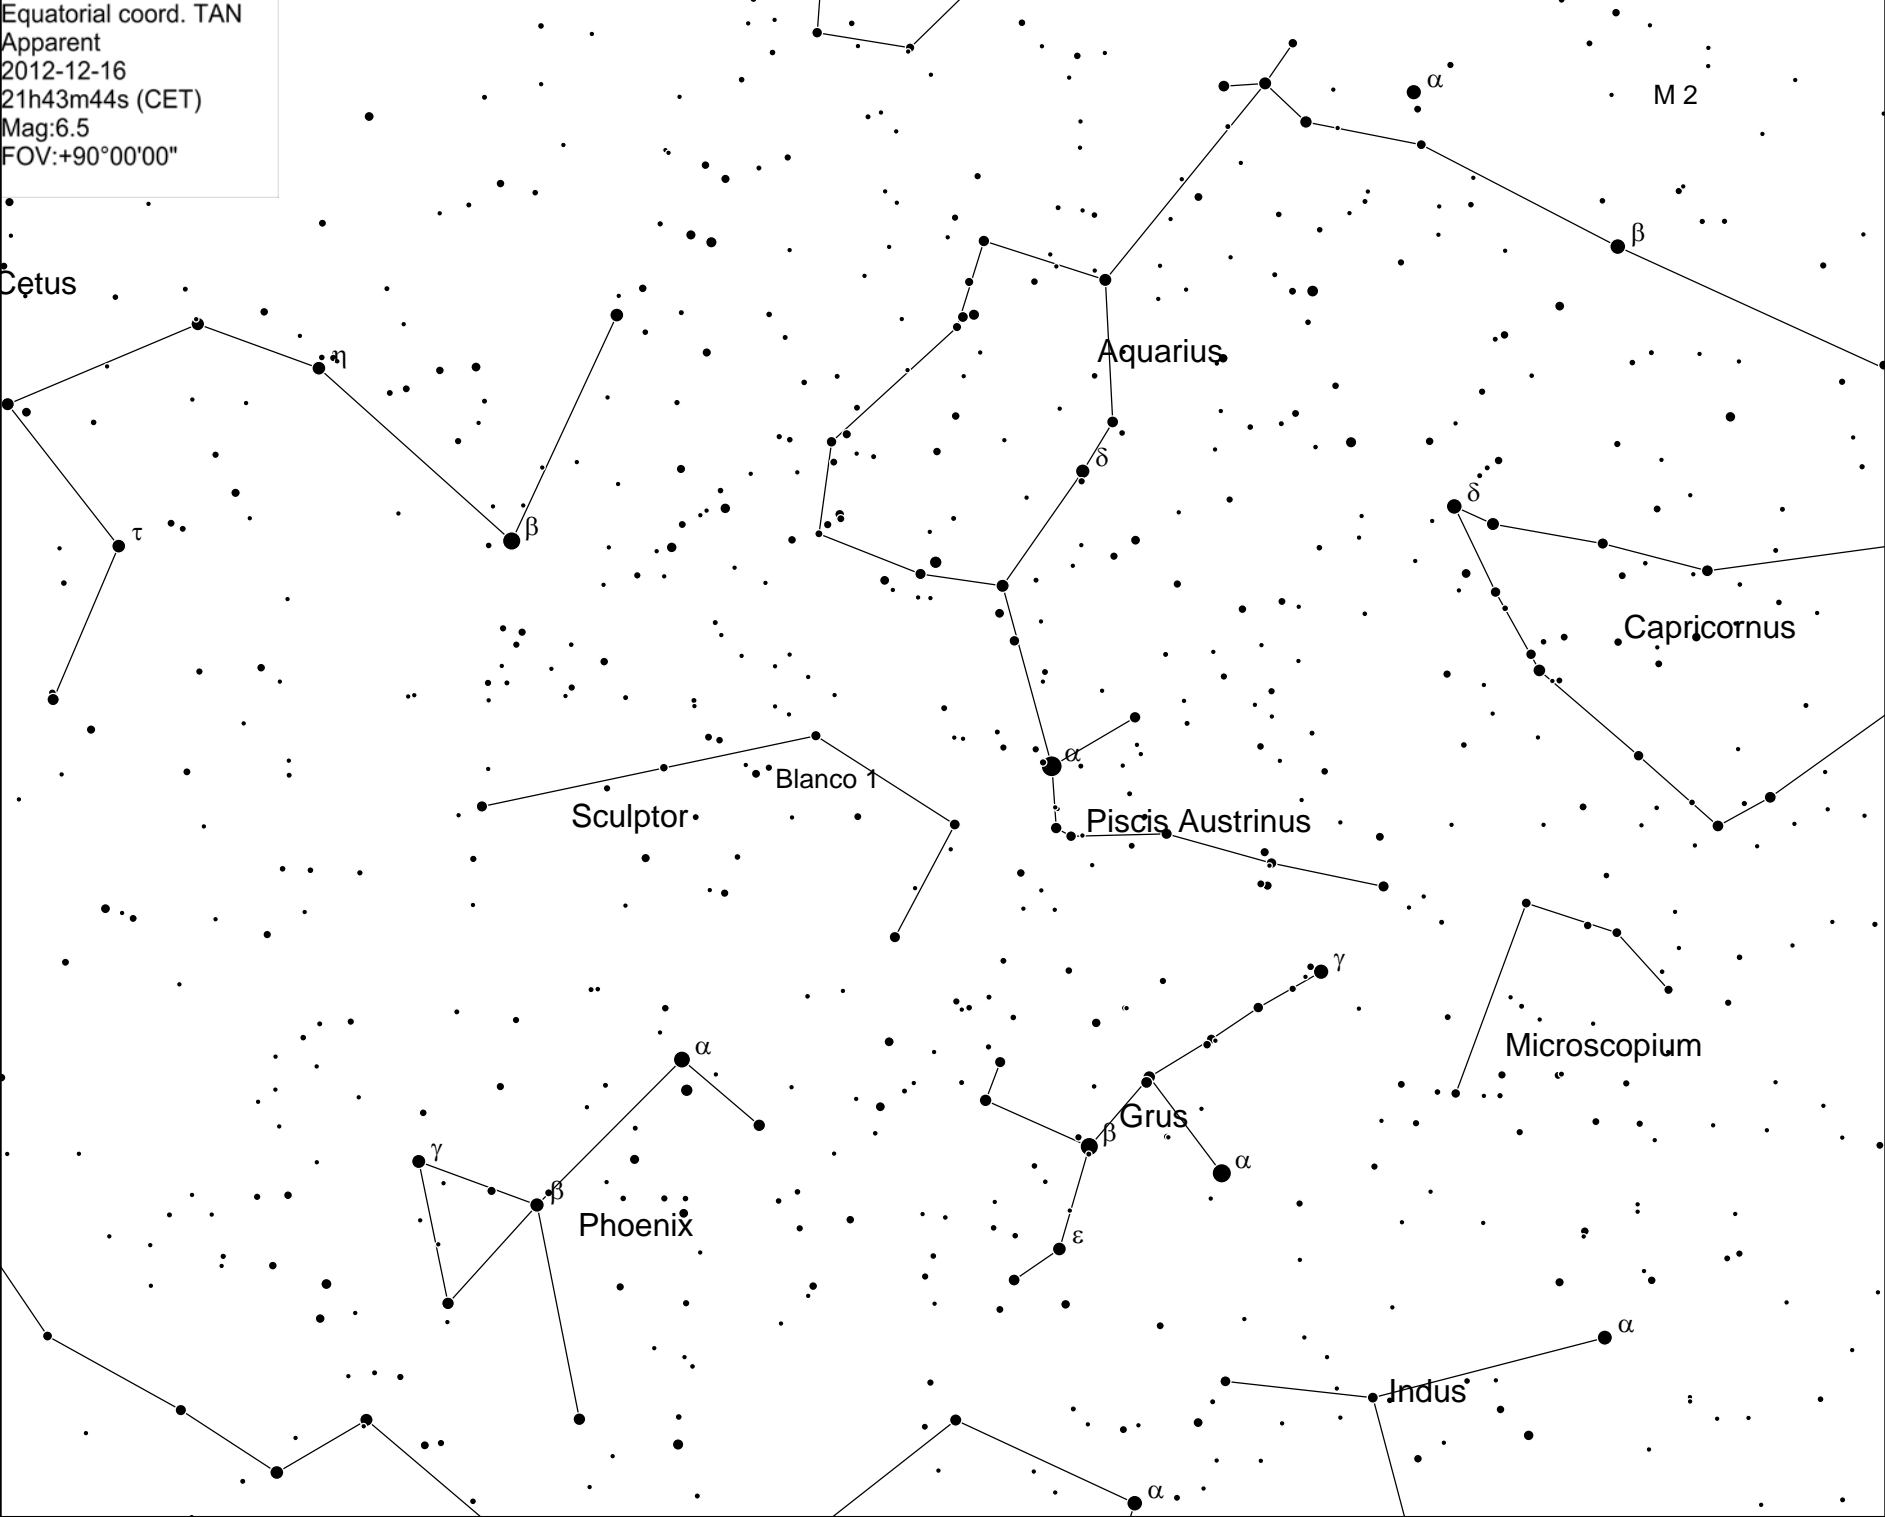 Equatorial coord. TAN
Apparent
2012-12-16
21h43m44s (CET)
Mag:6.5
FOV:+90°00'00"
α
M 2
β
Cetus
η
Aquarius
δ
δ
τ
β
Capricornus
α
Blanco 1
Sculptor
Piscis Austrinus
γ
α
Microscopium
Grus
β
γ
α
β
Phoenix
ε
α
Indus
α